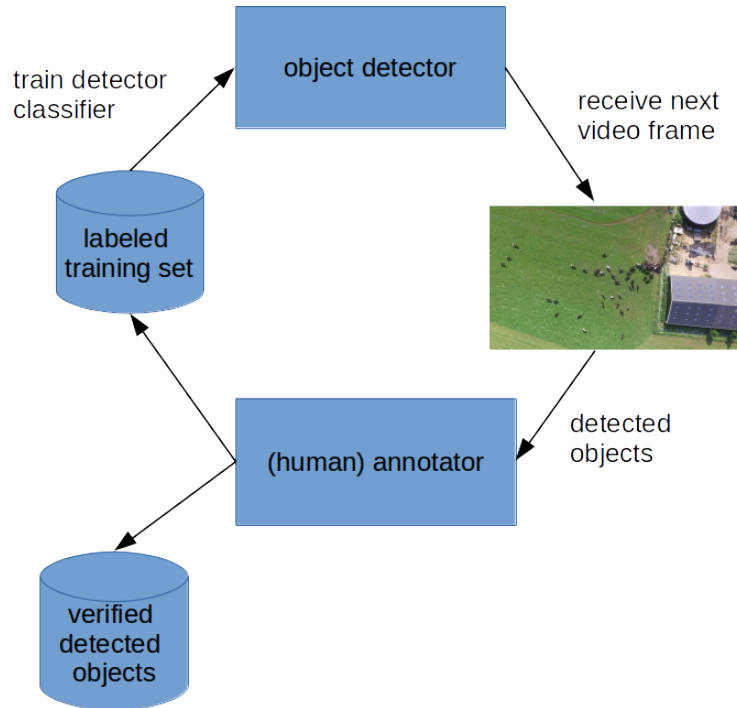 object detector
train detector
classifier
receive next
video frame
labeled
training set
detected
objects
(human) annotator
verified
detected
objects